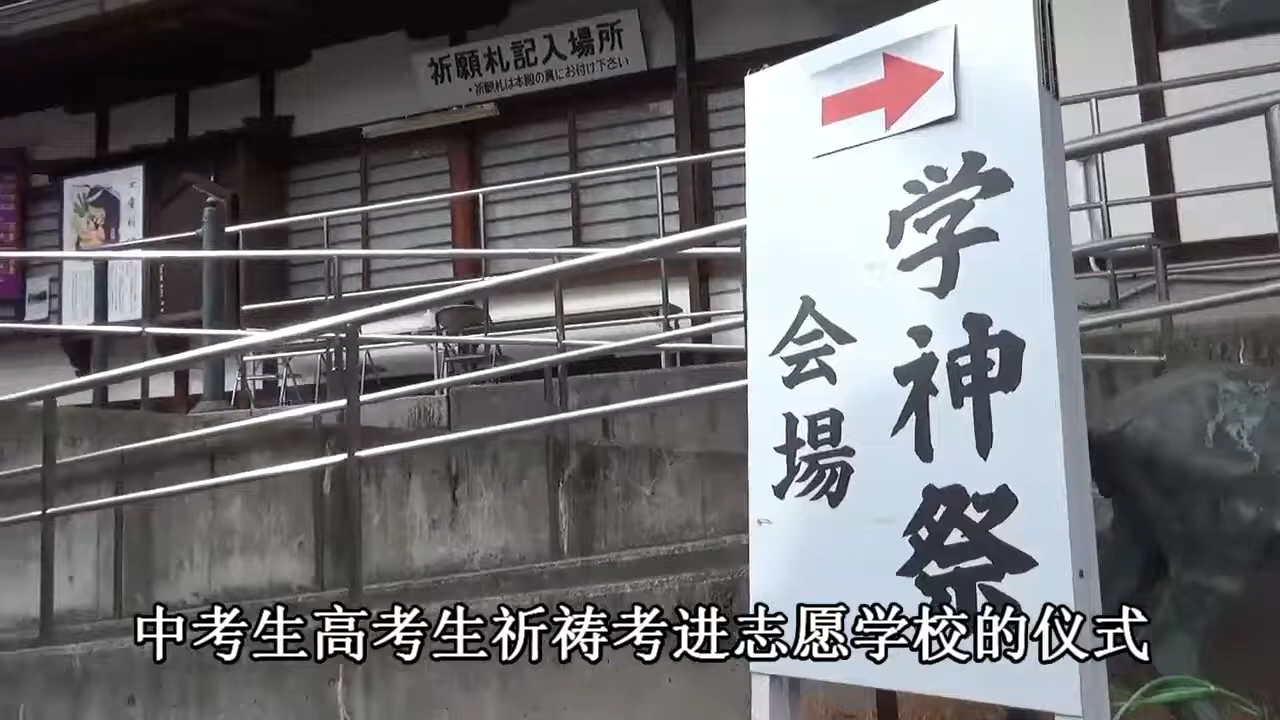 祈願札記入場所
・祈願札は本殿の裏にお付け下さい
学神祭
会場
中考生高考生祈祷考进志愿学校的仪式